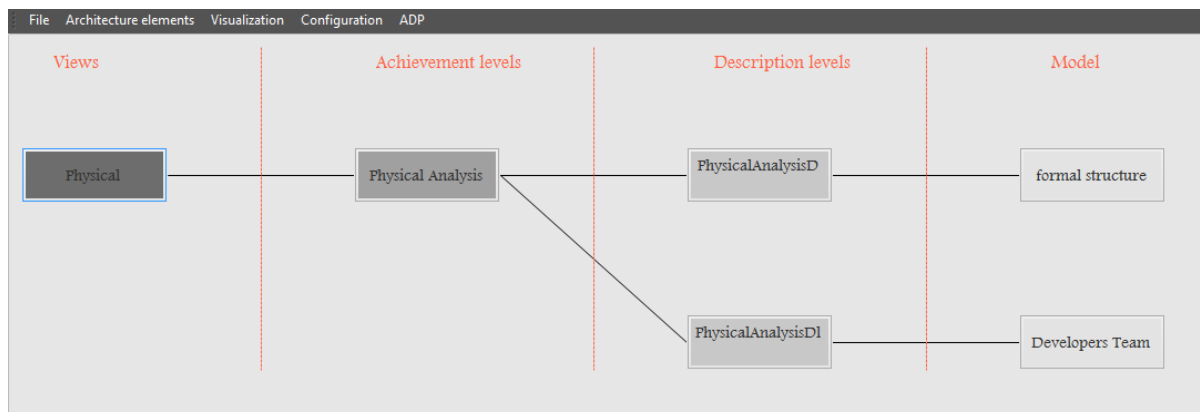 File Architecture elements Visualization Configuration ADP
Views Achievement levels Description levels Model
Physical Physical Analysis PhysicalAnalysisD formal structure
PhysicalAnalysisDl Developers Team